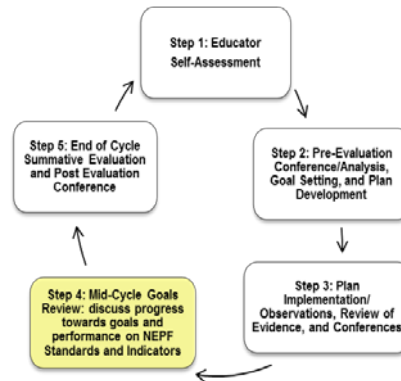 Step 1: Educator
Self-Assessment
Step 2: Pre-Evaluation
Conference/Analysis,
Goal Setting, and Plan
Development
Step 3: Plan
Implementation/
Observations, Review of
Evidence, and Conferences
Step 4: Mid-Cycle Goals
Review: discuss progress
towards goals and
performance on NEPF
Standards and Indicators
Step 5: End of Cycle
Summative Evaluation
and Post Evaluation
Conference